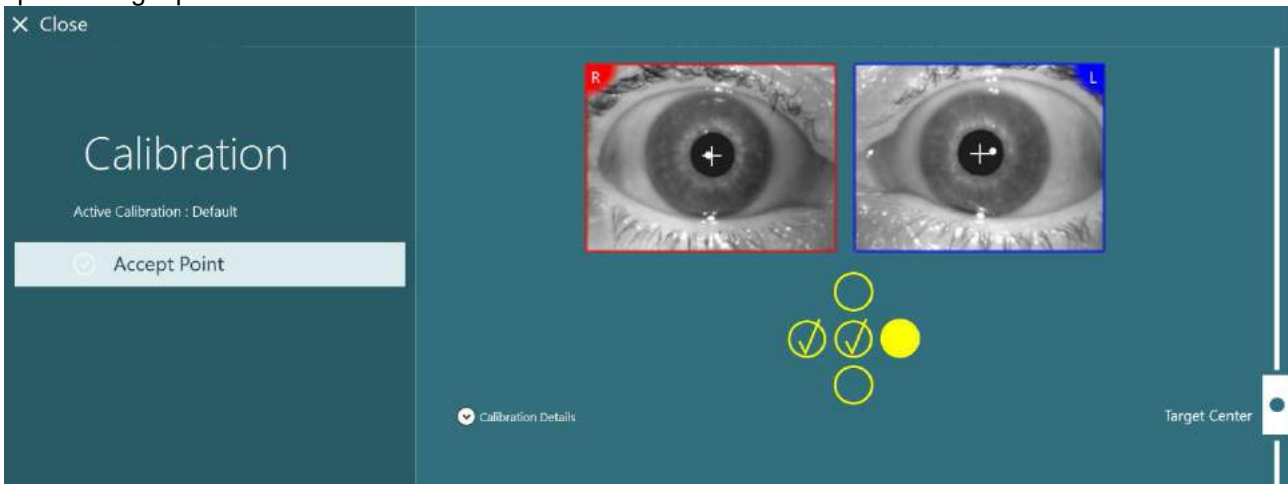 Close
R
L
Calibration
Active Calibration : Default
Accept Point
Calibration Details
Target Center